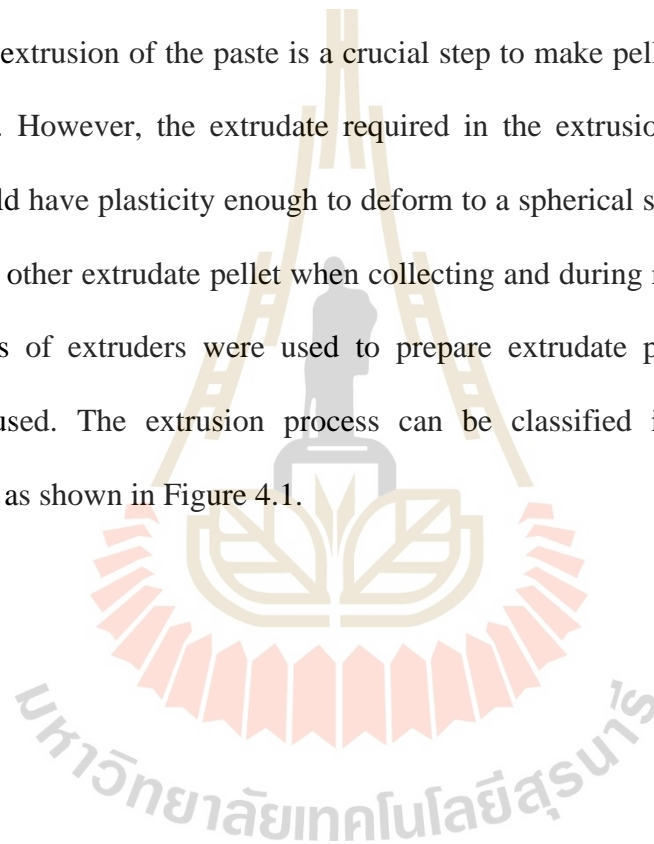 extrusion of the paste is a crucial step to make pell
. However, the extrudate required in the extrusio
ld have plasticity enough to deform to a spherical s
other extrudate pellet when collecting and during r
s of extruders were used to prepare extrudate p
used. The extrusion process can be classified i
as shown in Figure 4.1.
มหาวิทยาลัยเทคโนโลยีสุรนารี